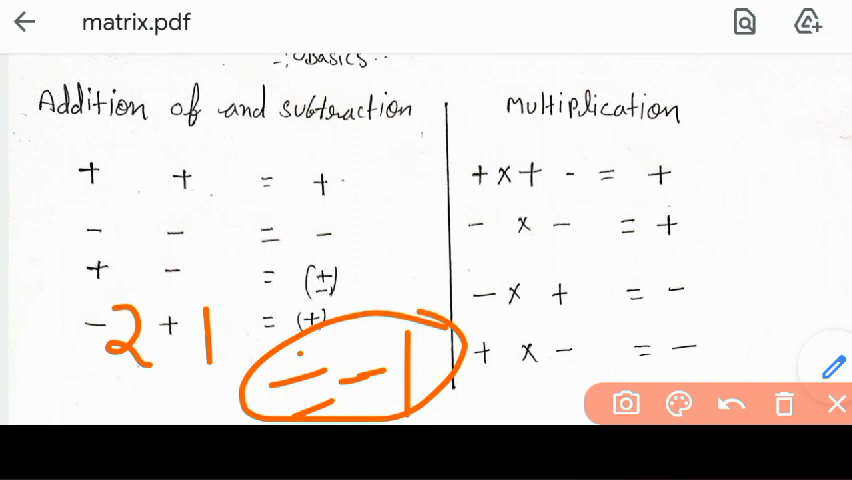 matrix.pdf
Basics
Addition of and subtraction
+ + = +
- - = -
+ - = (±)
- 2 + 1 = (±)
= - 1
Multiplication
+ x + - = +
- x - = +
- x + = -
+ x - = -